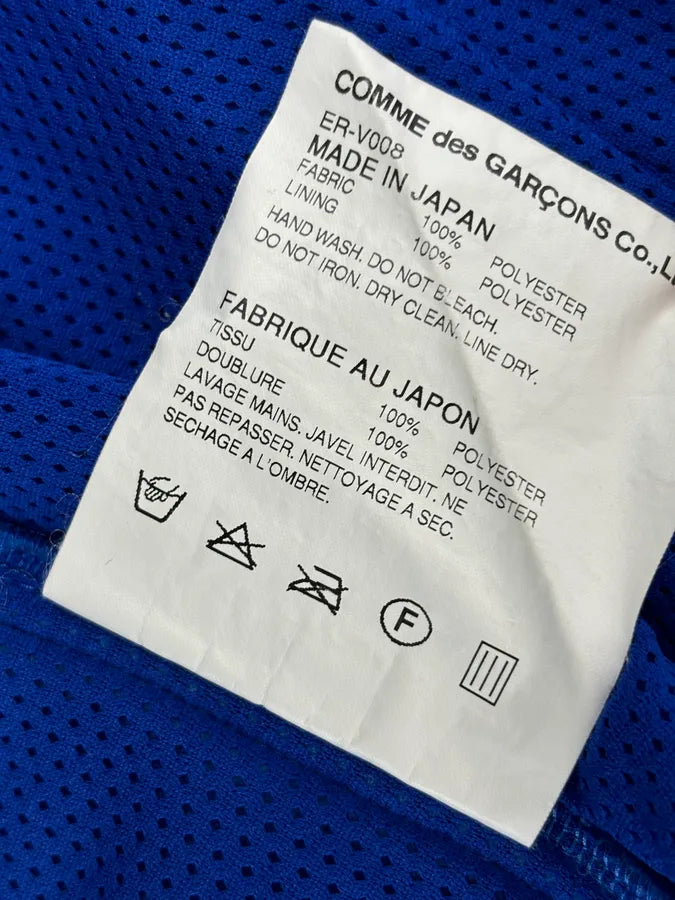 COMME des GARÇONS Co.,L
ER-V008
MADE IN JAPAN
FABRIC 100% POLYESTER
LINING 100% POLYESTER
HAND WASH. DO NOT BLEACH.
DO NOT IRON. DRY CLEAN. LINE DRY.
FABRIQUE AU JAPON
TISSU 100% POLYESTER
DOUBLURE 100% POLYESTER
LAVAGE MAINS. JAVEL INTERDIT. NE
PAS REPASSER. NETTOYAGE A SEC.
SECHAGE A L'OMBRE.
F